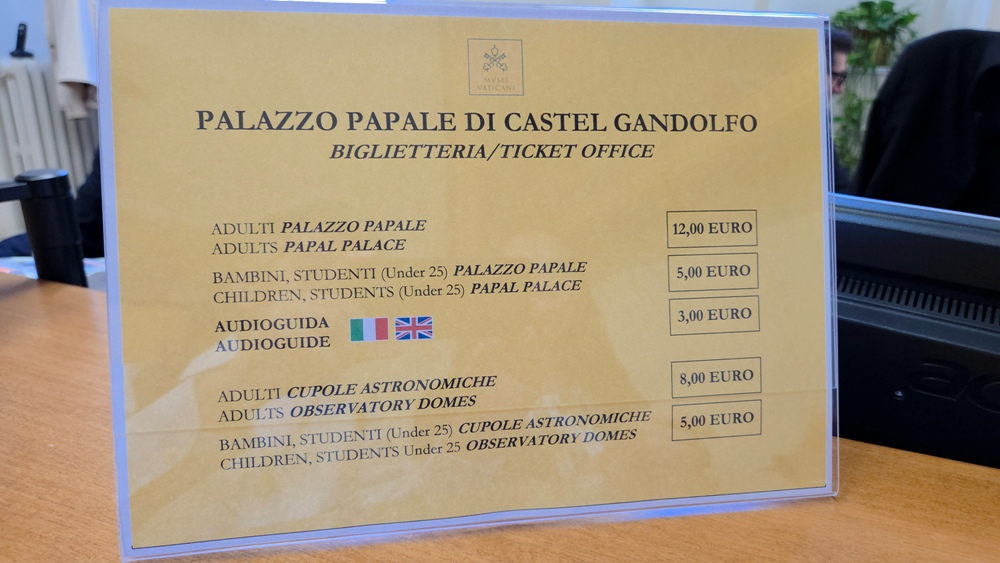 MVSEI
VATICANI
PALAZZO PAPALE DI CASTEL GANDOLFO
BIGLIETTERIA/TICKET OFFICE
ADULTI PALAZZO PAPALE
ADULTS PAPAL PALACE
12,00 EURO
BAMBINI, STUDENTI (Under 25) PALAZZO PAPALE
CHILDREN, STUDENTS (Under 25) PAPAL PALACE
5,00 EURO
AUDIOGUIDA
AUDIOGUIDE
3,00 EURO
ADULTI CUPOLE ASTRONOMICHE
ADULTS OBSERVATORY DOMES
8,00 EURO
BAMBINI, STUDENTI (Under 25) CUPOLE ASTRONOMICHE
CHILDREN, STUDENTS Under 25 OBSERVATORY DOMES
5,00 EURO